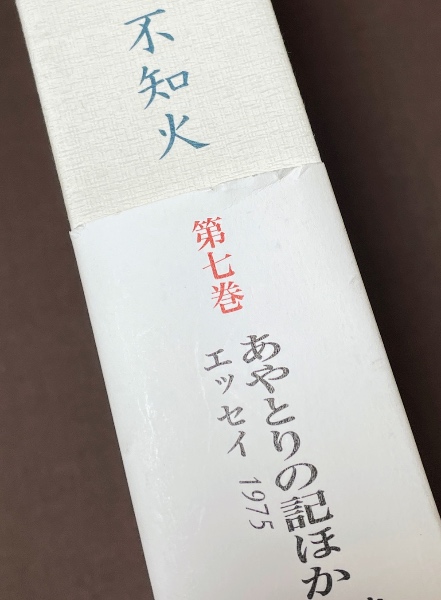 不知火
第七巻
あやとりの記ほか
エッセイ 1975